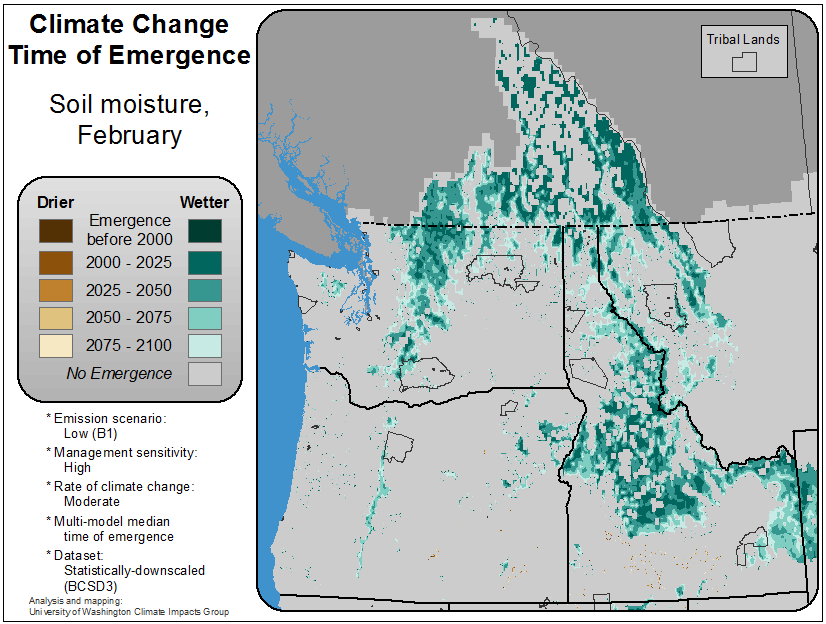 Climate Change
Time of Emergence
Soil moisture,
February
Drier
Wetter
Emergence
before 2000
2000 - 2025
2025 - 2050
2050 - 2075
2075 - 2100
No Emergence
* Emission scenario:
Low (B1)
* Management sensitivity:
High
* Rate of climate change:
Moderate
* Multi-model median
time of emergence
* Dataset:
Statistically-downscaled
(BCSD3)
Analysis and mapping:
University of Washington Climate Impacts Group
Tribal Lands